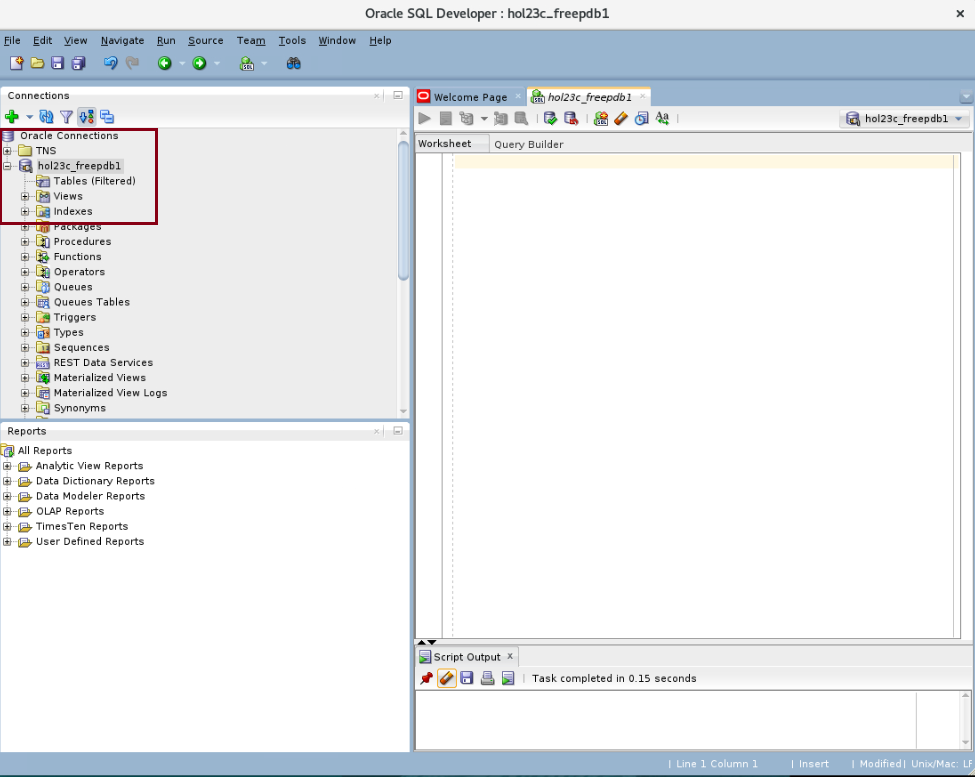 Oracle SQL Developer : hol23c_freepdb1
File Edit View Navigate Run Source Team Tools Window Help
Connections
Oracle Connections
TNS
hol23c_freepdb1
Tables (Filtered)
Views
Indexes
Packages
Procedures
Functions
Operators
Queues
Queues Tables
Triggers
Types
Sequences
REST Data Services
Materialized Views
Materialized View Logs
Synonyms
Reports
All Reports
Analytic View Reports
Data Dictionary Reports
Data Modeler Reports
OLAP Reports
TimesTen Reports
User Defined Reports
Welcome Page hol23c_freepdb1
hol23c_freepdb1
Worksheet Query Builder
Script Output x
Task completed in 0.15 seconds
| Line 1 Column 1 | Insert | Modified | Unix/Mac: LF